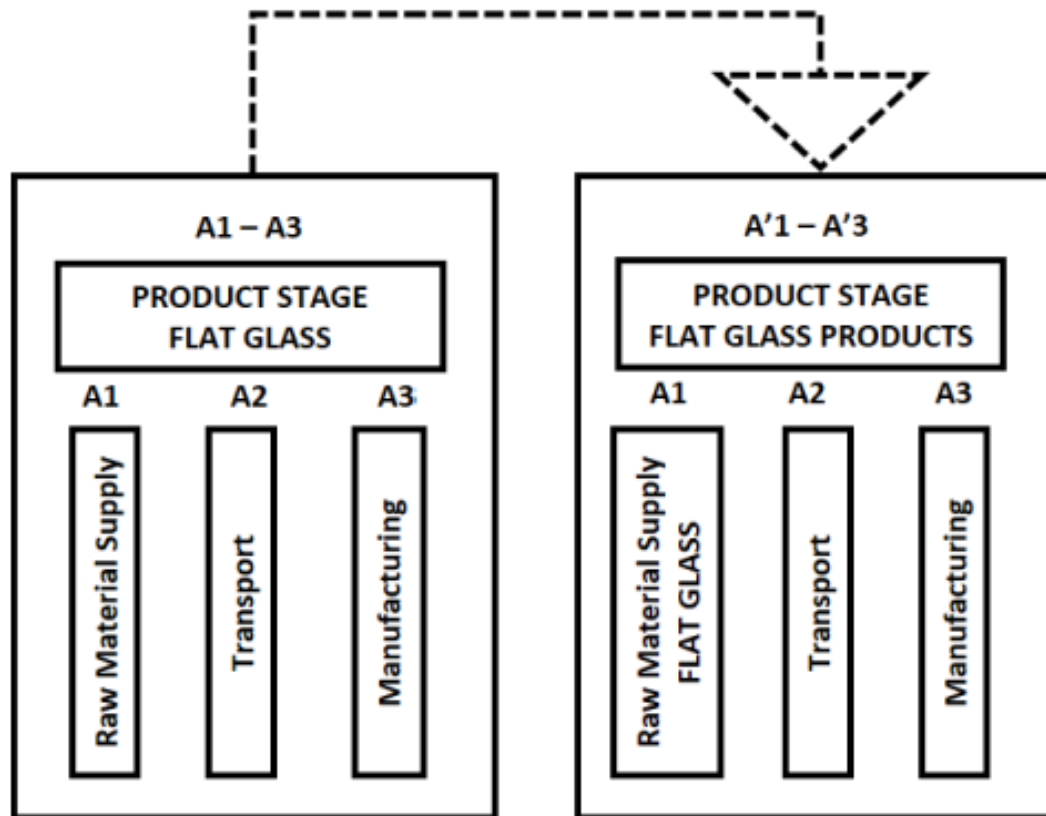 A1 – A3
PRODUCT STAGE
FLAT GLASS
A1
A2
A3
Raw Material Supply
Transport
Manufacturing
A’1 – A’3
PRODUCT STAGE
FLAT GLASS PRODUCTS
A1
A2
A3
Raw Material Supply
FLAT GLASS
Transport
Manufacturing